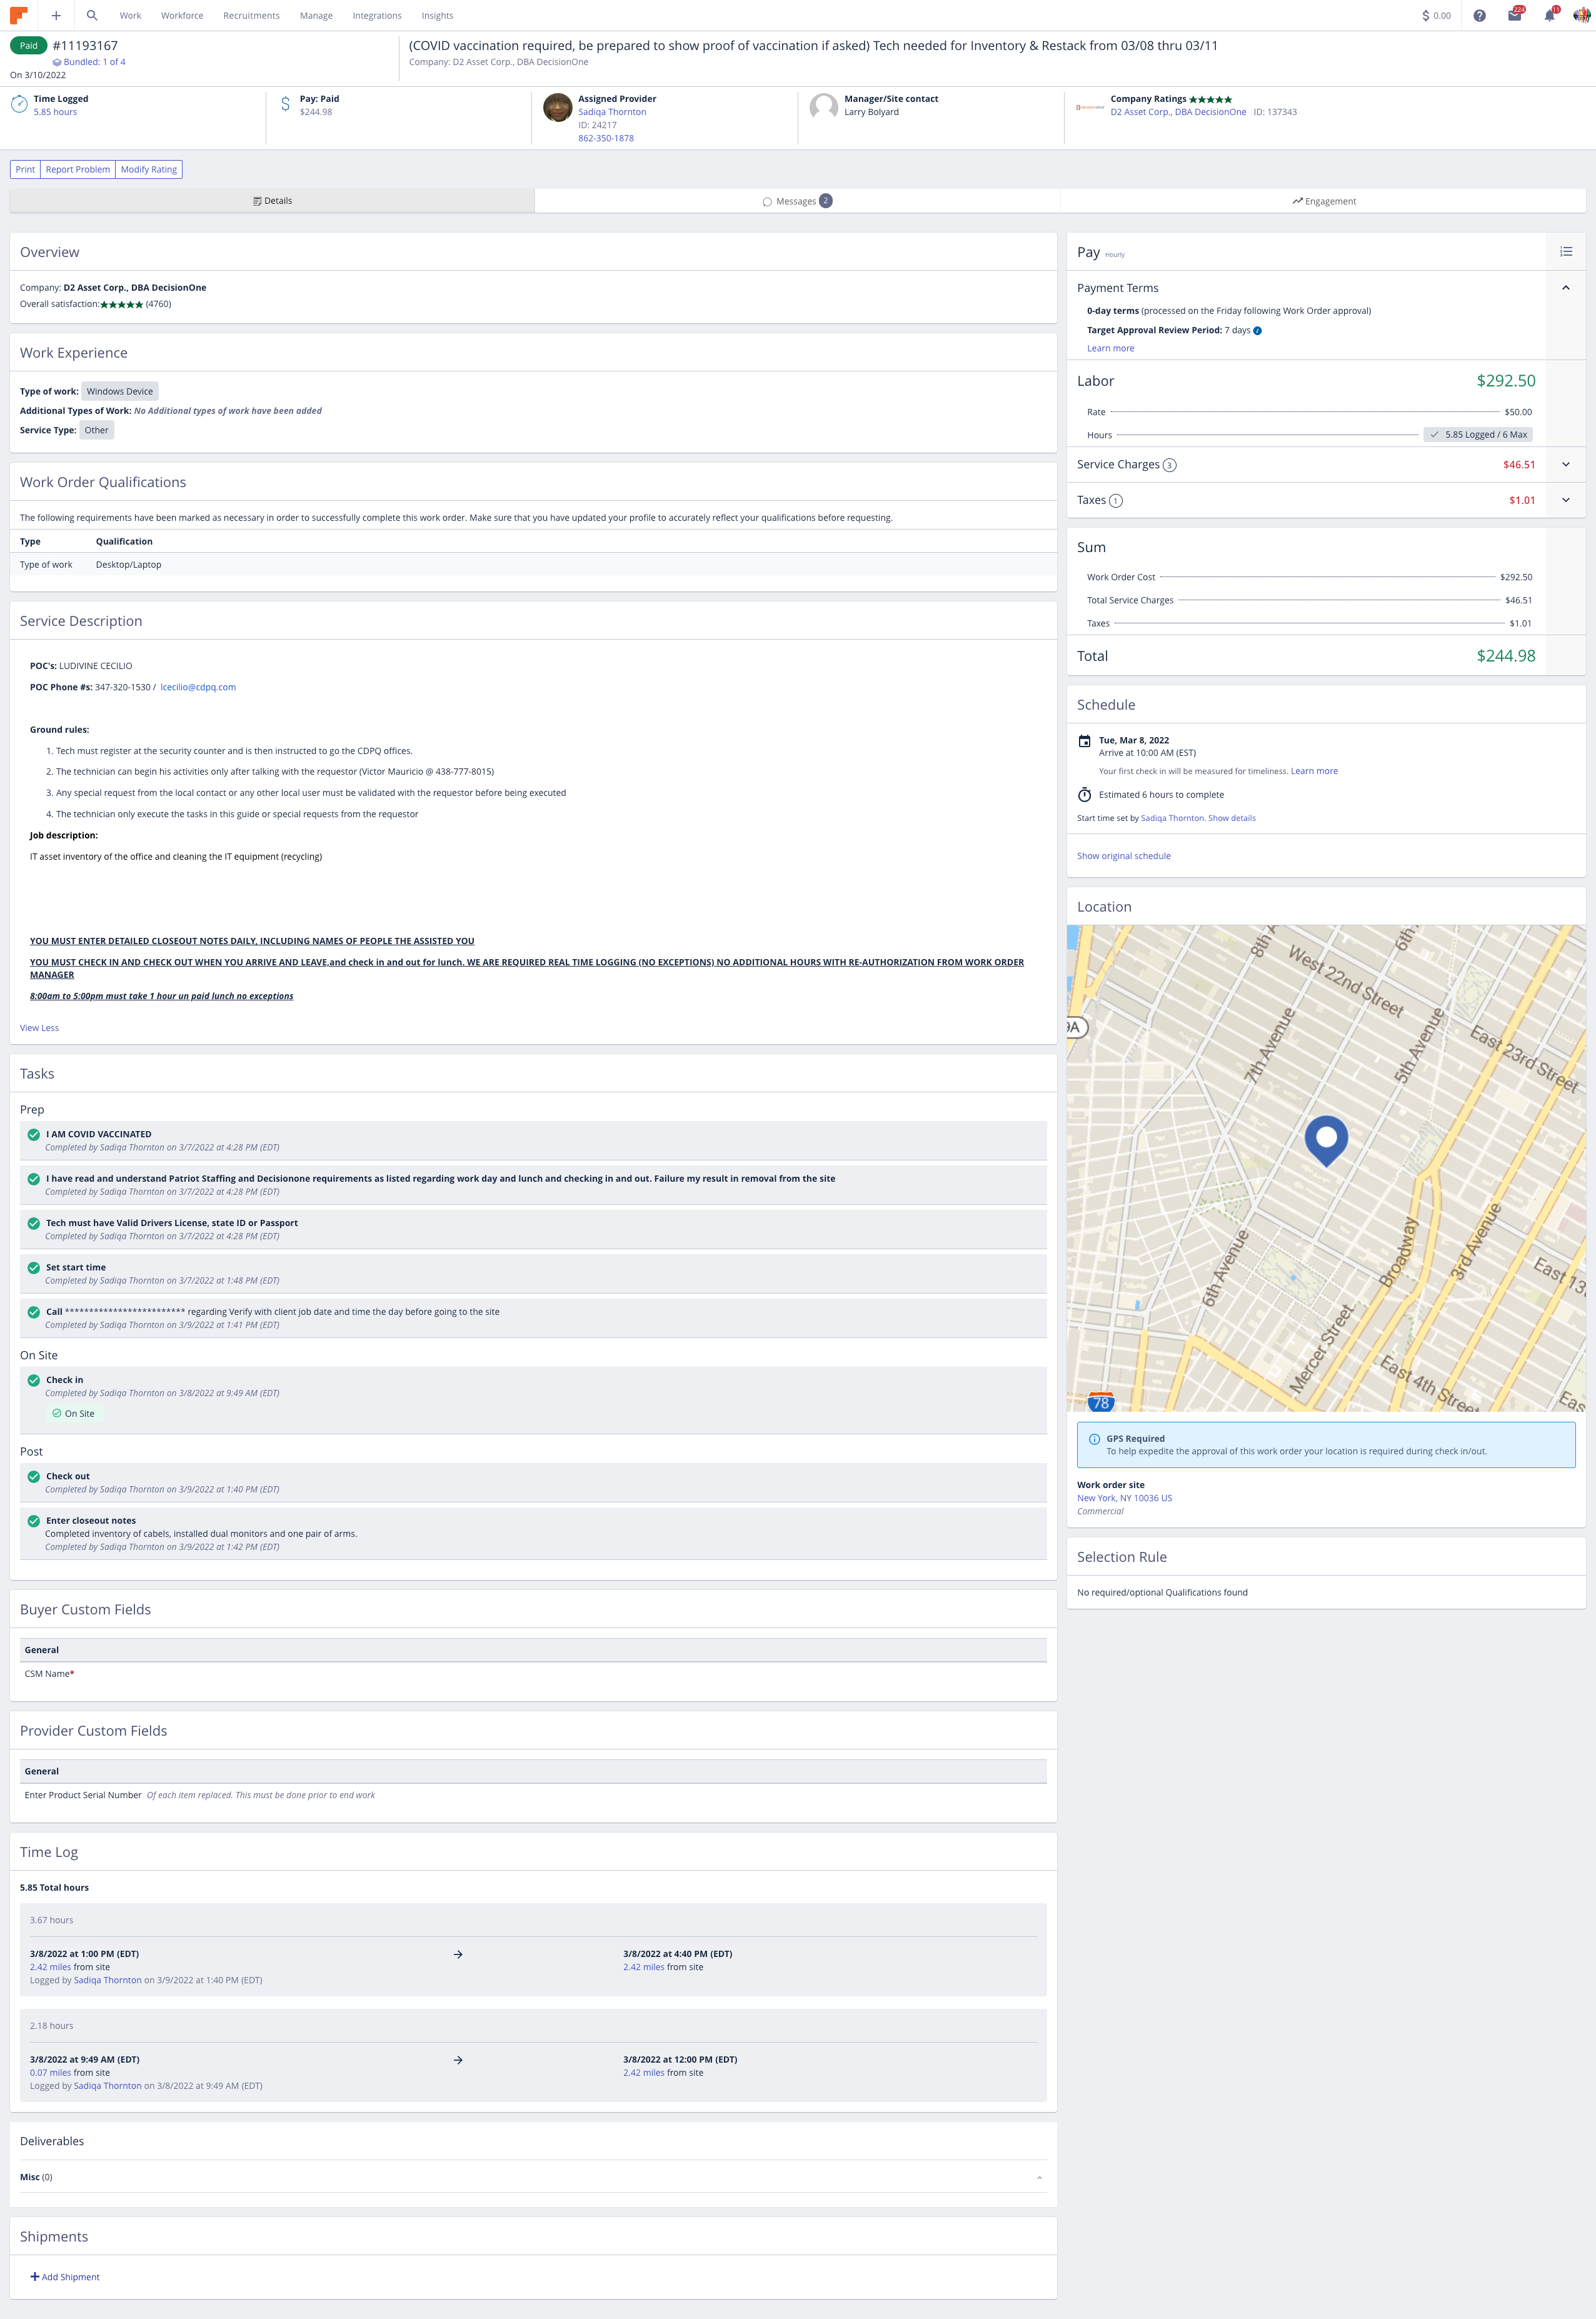 Work Workforce Recruitments Manage Integrations Insights
$ 0.00
224
11
Paid #11193167
Bundled: 1 of 4
On 3/10/2022
(COVID vaccination required, be prepared to show proof of vaccination if asked) Tech needed for Inventory & Restack from 03/08 thru 03/11
Company: D2 Asset Corp., DBA DecisionOne
Time Logged
5.85 hours
Pay: Paid
$244.98
Assigned Provider
Sadiqa Thornton
ID: 24217
862-350-1878
Manager/Site contact
Larry Bolyard
Company Ratings
D2 Asset Corp., DBA DecisionOne ID: 137343
Print Report Problem Modify Rating
Details
Messages 2
Engagement
Overview
Company: D2 Asset Corp., DBA DecisionOne
Overall satisfaction: (4760)
Work Experience
Type of work: Windows Device
Additional Types of Work: No Additional types of work have been added
Service Type: Other
Work Order Qualifications
The following requirements have been marked as necessary in order to successfully complete this work order. Make sure that you have updated your profile to accurately reflect your qualifications before requesting.
Type Qualification
Type of work Desktop/Laptop
Service Description
POC's: LUDIVINE CECILIO
POC Phone #s: 347-320-1530 / lcecilio@cdpq.com
Ground rules:
1. Tech must register at the security counter and is then instructed to go the CDPQ offices.
2. The technician can begin his activities only after talking with the requestor (Victor Mauricio @ 438-777-8015)
3. Any special request from the local contact or any other local user must be validated with the requestor before being executed
4. The technician only execute the tasks in this guide or special requests from the requestor
Job description:
IT asset inventory of the office and cleaning the IT equipment (recycling)
YOU MUST ENTER DETAILED CLOSEOUT NOTES DAILY, INCLUDING NAMES OF PEOPLE THE ASSISTED YOU
YOU MUST CHECK IN AND CHECK OUT WHEN YOU ARRIVE AND LEAVE,and check in and out for lunch. WE ARE REQUIRED REAL TIME LOGGING (NO EXCEPTIONS) NO ADDITIONAL HOURS WITH RE-AUTHORIZATION FROM WORK ORDER
MANAGER
8:00am to 5:00pm must take 1 hour un paid lunch no exceptions
View Less
Tasks
Prep
I AM COVID VACCINATED
Completed by Sadiqa Thornton on 3/7/2022 at 4:28 PM (EDT)
I have read and understand Patriot Staffing and Decisionone requirements as listed regarding work day and lunch and checking in and out. Failure my result in removal from the site
Completed by Sadiqa Thornton on 3/7/2022 at 4:28 PM (EDT)
Tech must have Valid Drivers License, state ID or Passport
Completed by Sadiqa Thornton on 3/7/2022 at 4:28 PM (EDT)
Set start time
Completed by Sadiqa Thornton on 3/7/2022 at 1:48 PM (EDT)
Call ************************* regarding Verify with client job date and time the day before going to the site
Completed by Sadiqa Thornton on 3/9/2022 at 1:41 PM (EDT)
On Site
Check in
Completed by Sadiqa Thornton on 3/8/2022 at 9:49 AM (EDT)
On Site
Post
Check out
Completed by Sadiqa Thornton on 3/9/2022 at 1:40 PM (EDT)
Enter closeout notes
Completed inventory of cabels, installed dual monitors and one pair of arms.
Completed by Sadiqa Thornton on 3/9/2022 at 1:42 PM (EDT)
Buyer Custom Fields
General
CSM Name*
Provider Custom Fields
General
Enter Product Serial Number Of each item replaced. This must be done prior to end work
Time Log
5.85 Total hours
3.67 hours
3/8/2022 at 1:00 PM (EDT) 3/8/2022 at 4:40 PM (EDT)
2.42 miles from site 2.42 miles from site
Logged by Sadiqa Thornton on 3/9/2022 at 1:40 PM (EDT)
2.18 hours
3/8/2022 at 9:49 AM (EDT) 3/8/2022 at 12:00 PM (EDT)
0.07 miles from site 2.42 miles from site
Logged by Sadiqa Thornton on 3/8/2022 at 9:49 AM (EDT)
Deliverables
Misc (0)
Shipments
Add Shipment
Pay Hourly
Payment Terms
0-day terms (processed on the Friday following Work Order approval)
Target Approval Review Period: 7 days
Learn more
Labor $292.50
Rate $50.00
Hours 5.85 Logged / 6 Max
Service Charges 3 $46.51
Taxes 1 $1.01
Sum
Work Order Cost $292.50
Total Service Charges $46.51
Taxes $1.01
Total $244.98
Schedule
Tue, Mar 8, 2022
Arrive at 10:00 AM (EST)
Your first check in will be measured for timeliness. Learn more
Estimated 6 hours to complete
Start time set by Sadiqa Thornton. Show details
Show original schedule
Location
8th A
West 22nd Street
6th
9A
7th Avenue
5th Avenue
East 23rd Street
6th Avenue
Broadway
3rd Avenue
East 13
Mercer Street
East 4th Street
Eas
78
GPS Required
To help expedite the approval of this work order your location is required during check in/out.
Work order site
New York, NY 10036 US
Commercial
Selection Rule
No required/optional Qualifications found